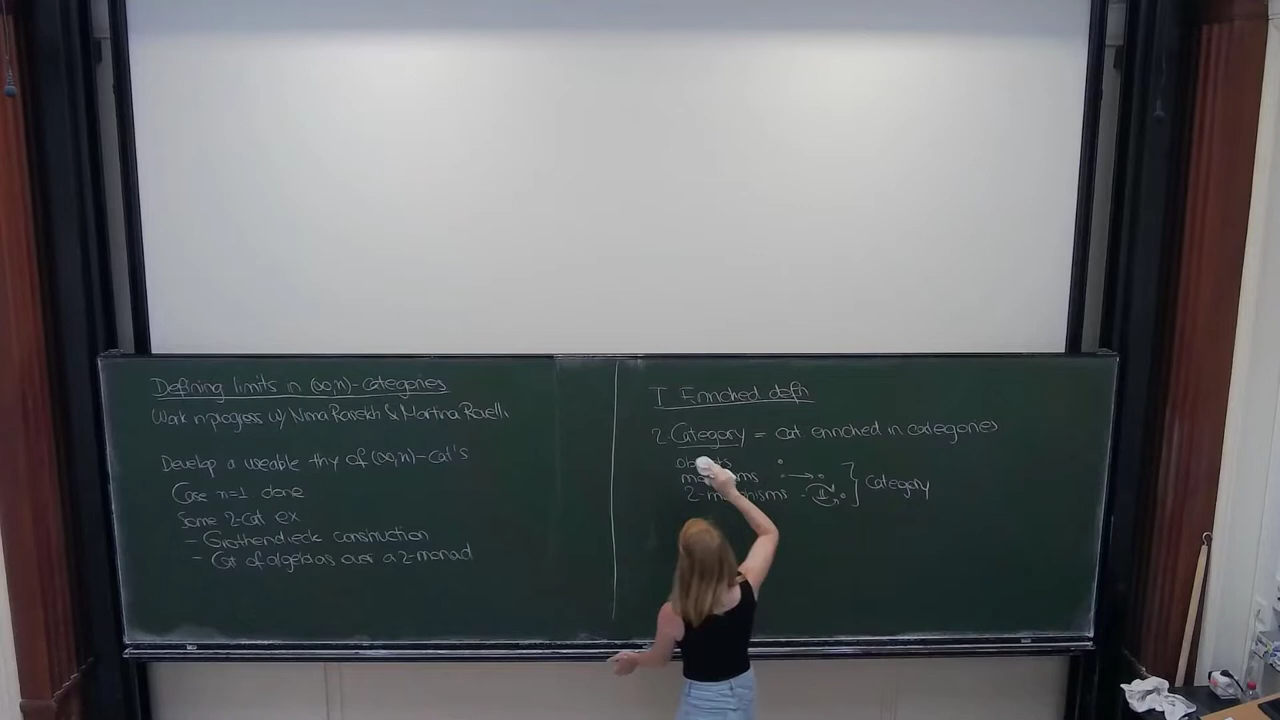 Defining limits in (∞,n)-categories
Work in progress w/ Nima Rasekh & Martina Rovelli
Develop a useable thy of (∞,n)-cat's
Case n=1 done
Some 2-cat ex
- Grothendieck construction
- Cat of algebras over a 2-monad
I. Enriched defn
2-Category = cat. enriched in categories
2-morphisms } category